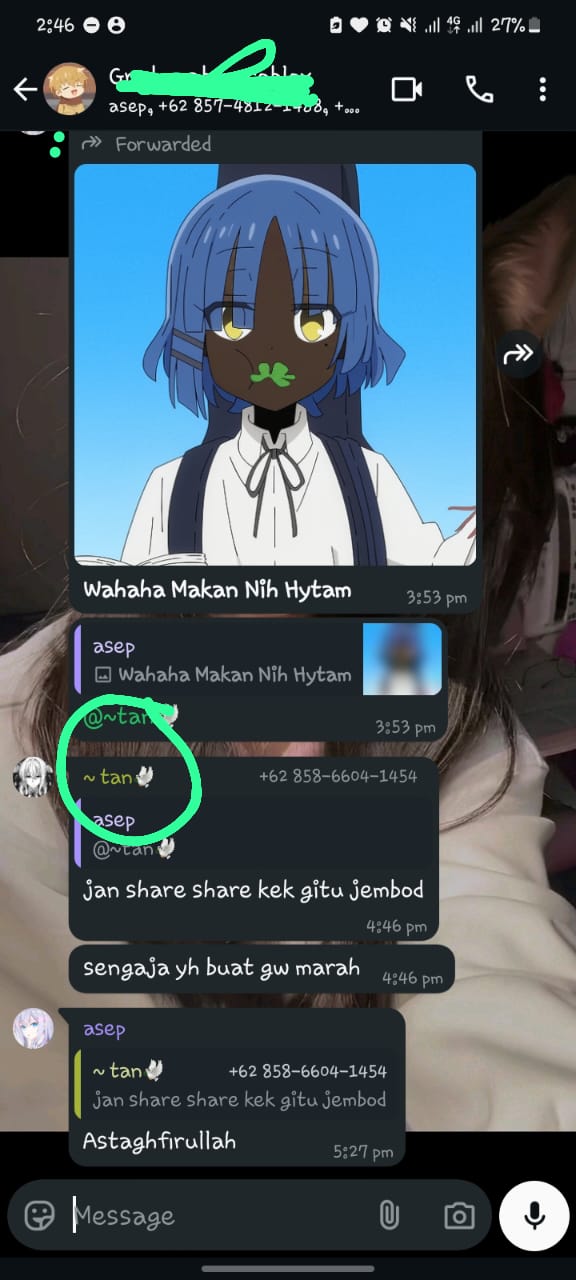 2:46
4G
27%
asep, +62 857-4812-1488, +...
Forwarded
Wahaha Makan Nih Hytam
3:53 pm
asep
Wahaha Makan Nih Hytam
@~tan🕊
3:53 pm
~ tan🕊 +62 858-6604-1454
asep
@~tan🕊
jan share share kek gitu jembod
4:46 pm
sengaja yh buat gw marah
4:46 pm
asep
~ tan🕊 +62 858-6604-1454
jan share share kek gitu jembod
Astaghfirullah
5:27 pm
Message